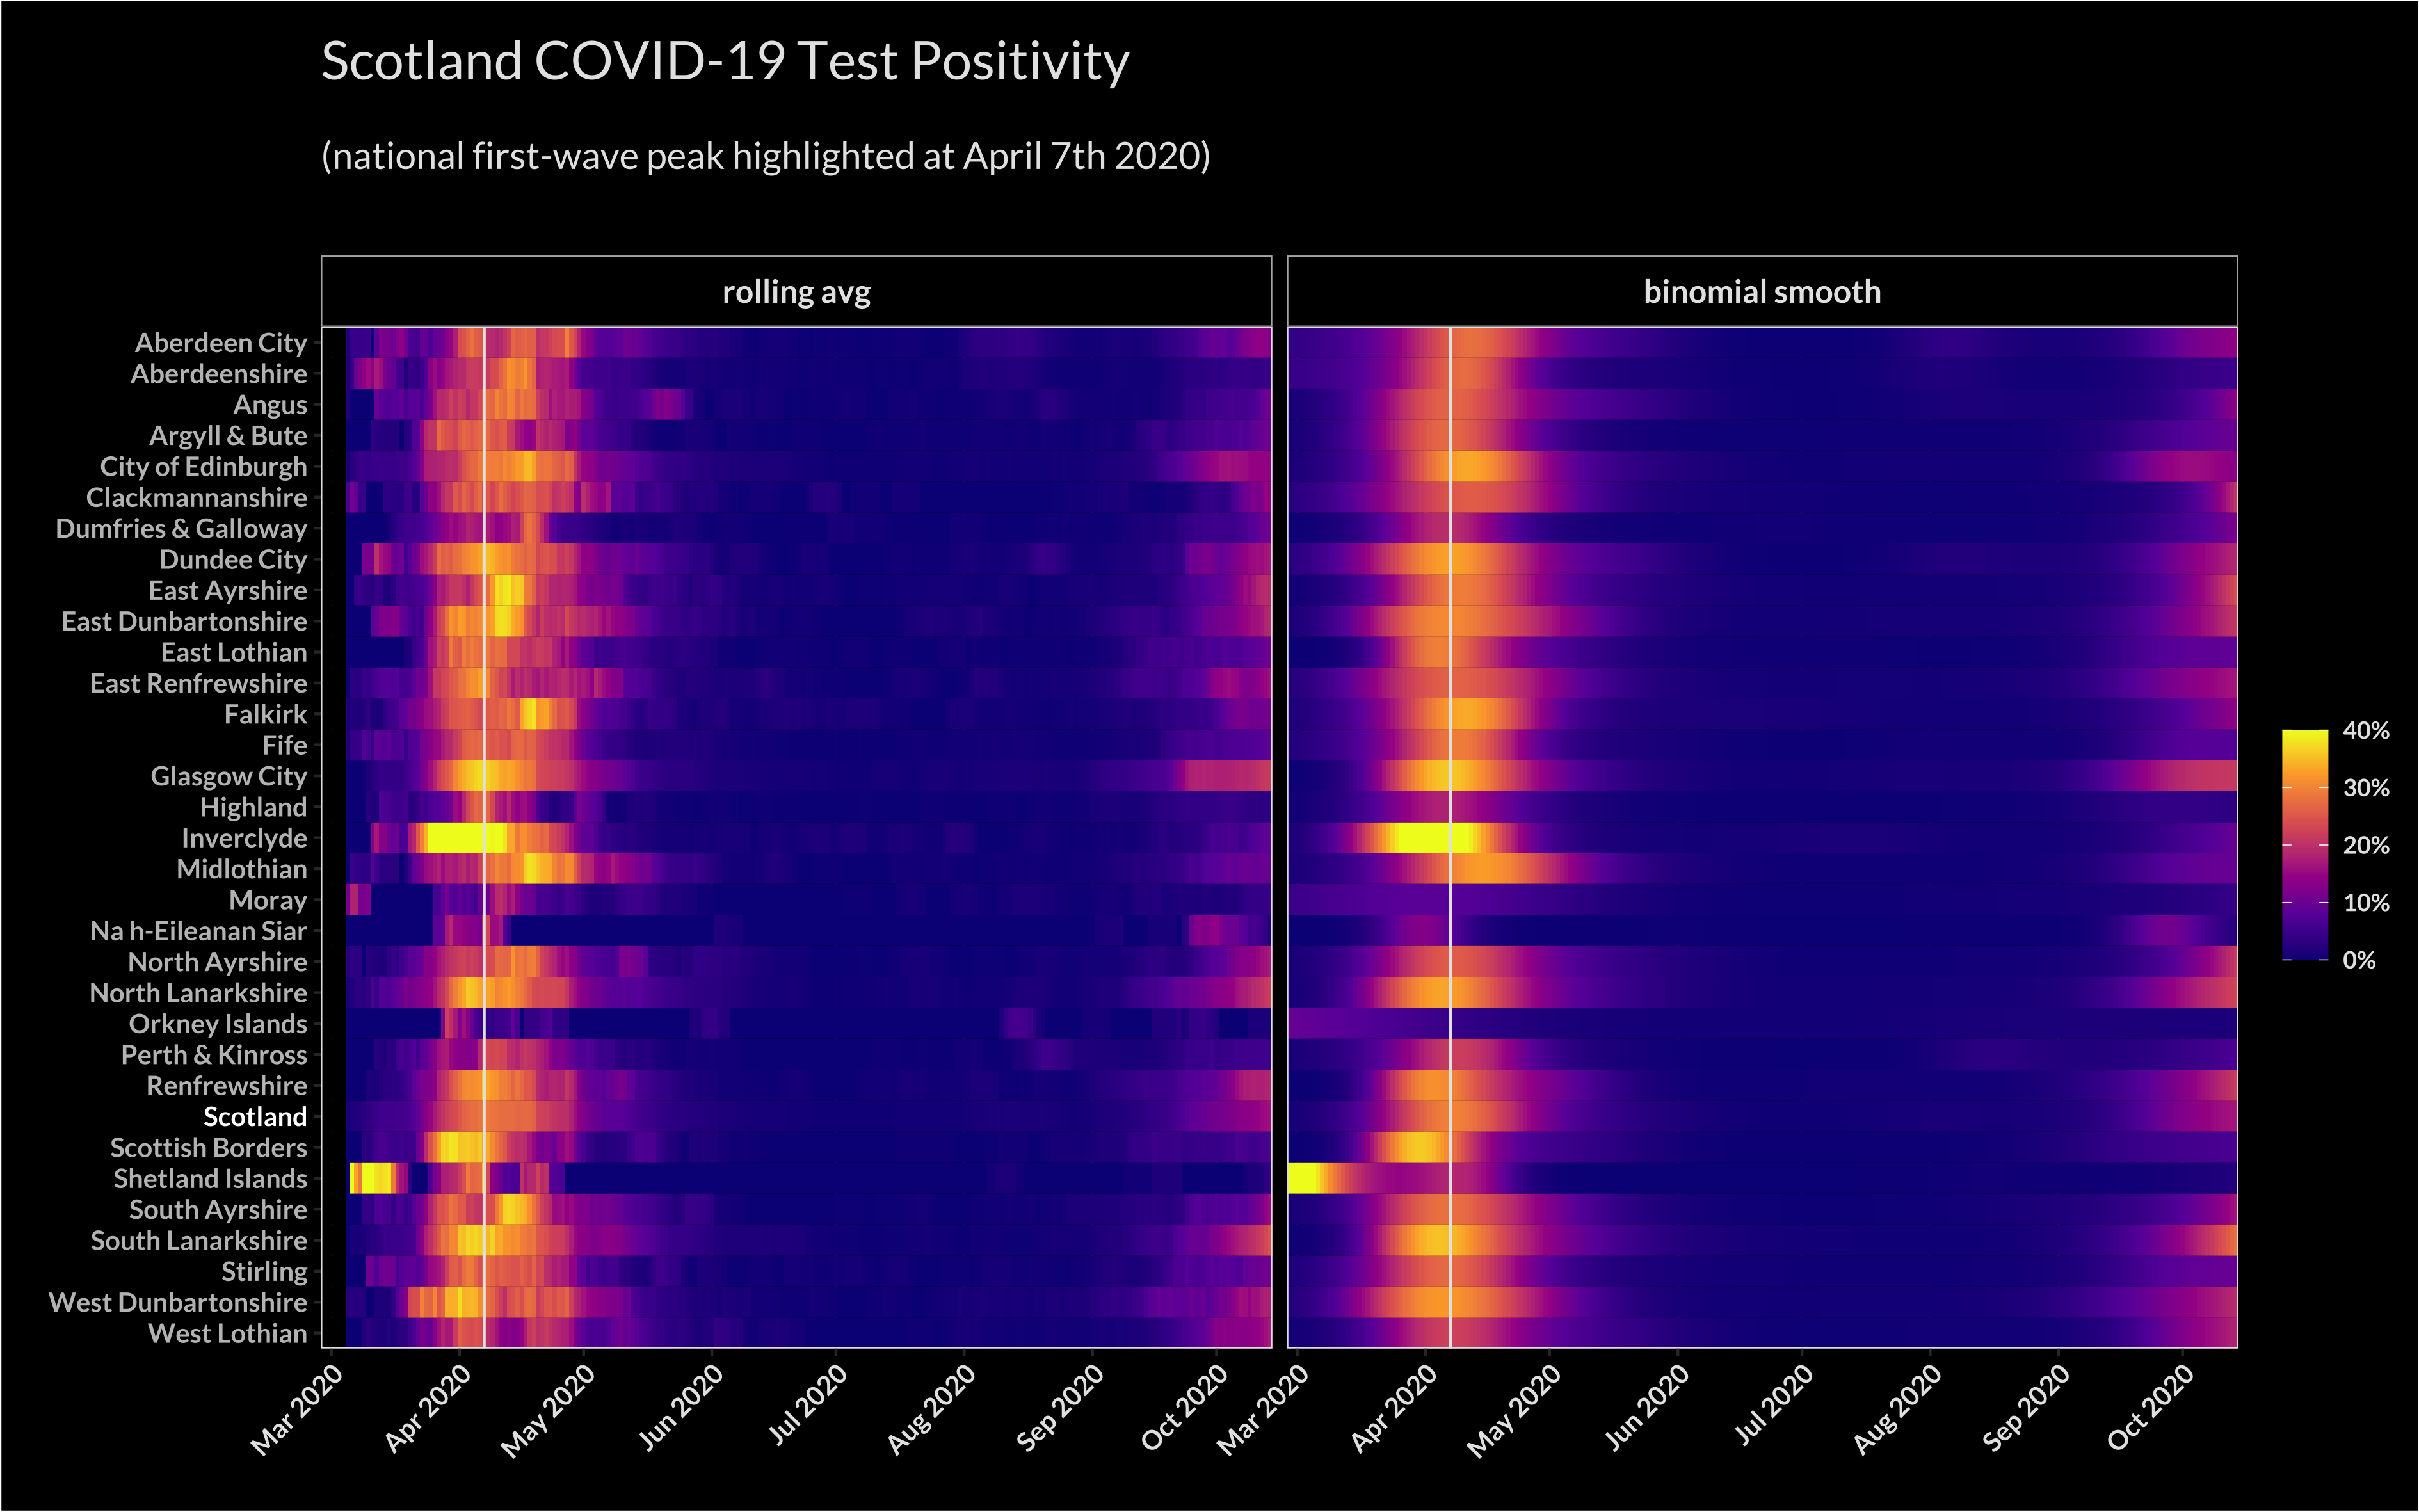 Scotland COVID-19 Test Positivity
(national first-wave peak highlighted at April 7th 2020)
rolling avg
binomial smooth
Aberdeen City
Aberdeenshire
Angus
Argyll & Bute
City of Edinburgh
Clackmannanshire
Dumfries & Galloway
Dundee City
East Ayrshire
East Dunbartonshire
East Lothian
East Renfrewshire
Falkirk
Fife
Glasgow City
Highland
Inverclyde
Midlothian
Moray
Na h-Eileanan Siar
North Ayrshire
North Lanarkshire
Orkney Islands
Perth & Kinross
Renfrewshire
Scotland
Scottish Borders
Shetland Islands
South Ayrshire
South Lanarkshire
Stirling
West Dunbartonshire
West Lothian
Mar 2020
Apr 2020
May 2020
Jun 2020
Jul 2020
Aug 2020
Sep 2020
Oct 2020
Mar 2020
Apr 2020
May 2020
Jun 2020
Jul 2020
Aug 2020
Sep 2020
Oct 2020
40%
30%
20%
10%
0%